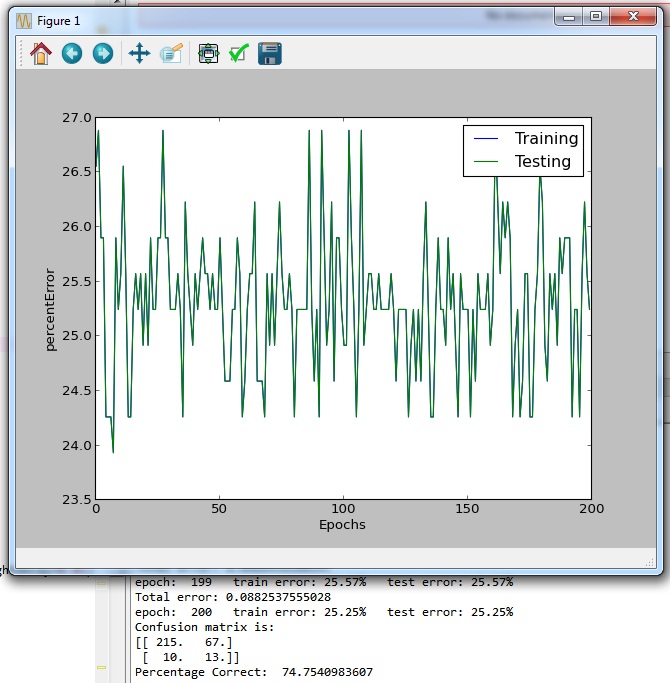 Figure 1
27.0
26.5
26.0
25.5
25.0
24.5
24.0
23.5
percentError
Training
Testing
0 50 100 150 200
Epochs
epoch: 199 train error: 25.57% test error: 25.57%
Total error: 0.0882537555028
epoch: 200 train error: 25.25% test error: 25.25%
Confusion matrix is:
[[ 215. 67.]
[ 10. 13.]]
Percentage Correct: 74.7540983607